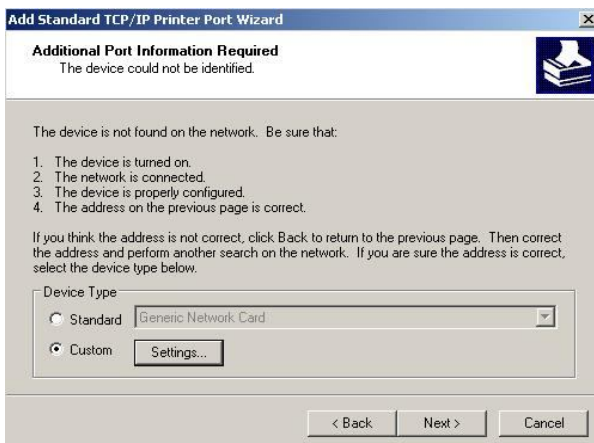 Add Standard TCP/IP Printer Port Wizard
Additional Port Information Required
The device could not be identified.
The device is not found on the network. Be sure that:
1. The device is turned on.
2. The network is connected.
3. The device is properly configured.
4. The address on the previous page is correct.
If you think the address is not correct, click Back to return to the previous page. Then correct
the address and perform another search on the network. If you are sure the address is correct,
select the device type below.
Device Type
Standard Generic Network Card
Custom Settings...
< Back Next > Cancel